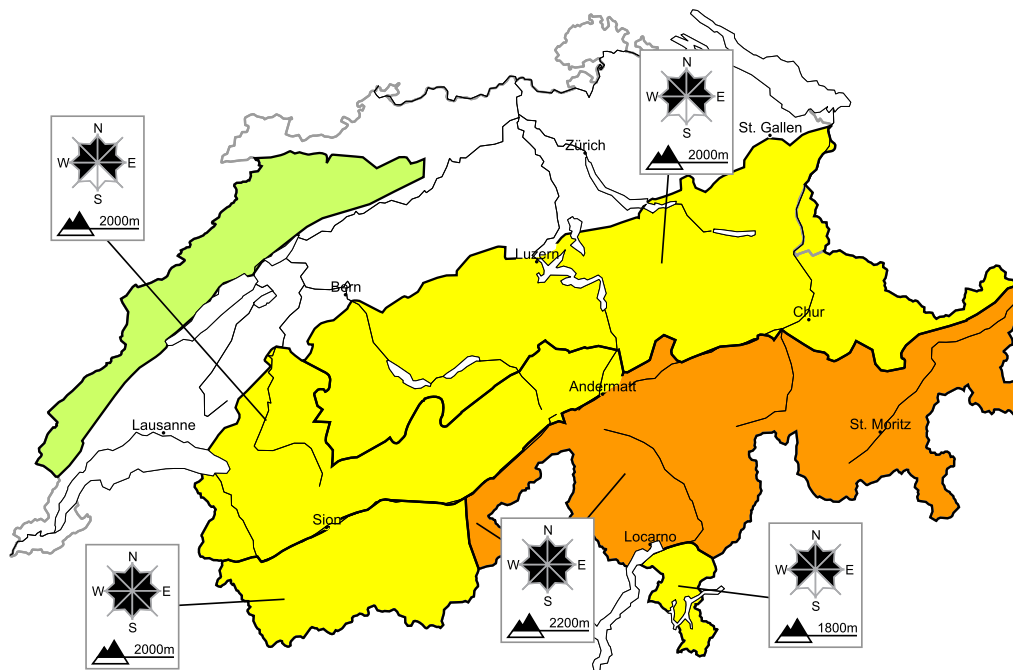 N
W E
S
2000m
St. Gallen
Zürich
N
W E
S
2000m
Luzern
Bern
Chur
Andermatt
Lausanne
St. Moritz
Sion
Locarno
N
W E
S
2200m
N
W E
S
1800m
N
W E
S
2000m